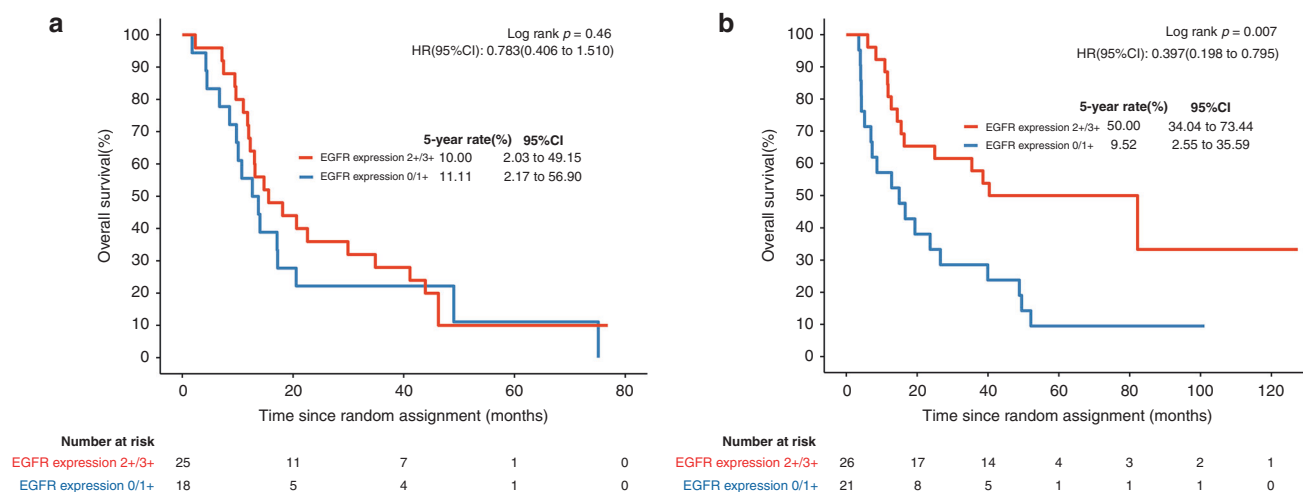 a
Log rank p = 0.46
HR(95%CI): 0.783(0.406 to 1.510)
5-year rate(%) 95%CI
EGFR expression 2+/3+ 10.00 2.03 to 49.15
EGFR expression 0/1+ 11.11 2.17 to 56.90
Overall survival(%)
100
90
80
70
60
50
40
30
20
10
0
0 20 40 60 80
Time since random assignment (months)
Number at risk
EGFR expression 2+/3+ 25 11 7 1 0
EGFR expression 0/1+ 18 5 4 1 0
b
Log rank p = 0.007
HR(95%CI): 0.397(0.198 to 0.795)
5-year rate(%) 95%CI
EGFR expression 2+/3+ 50.00 34.04 to 73.44
EGFR expression 0/1+ 9.52 2.55 to 35.59
Overall survival(%)
100
90
80
70
60
50
40
30
20
10
0
0 20 40 60 80 100 120
Time since random assignment (months)
Number at risk
EGFR expression 2+/3+ 26 17 14 4 3 2 1
EGFR expression 0/1+ 21 8 5 1 1 1 0